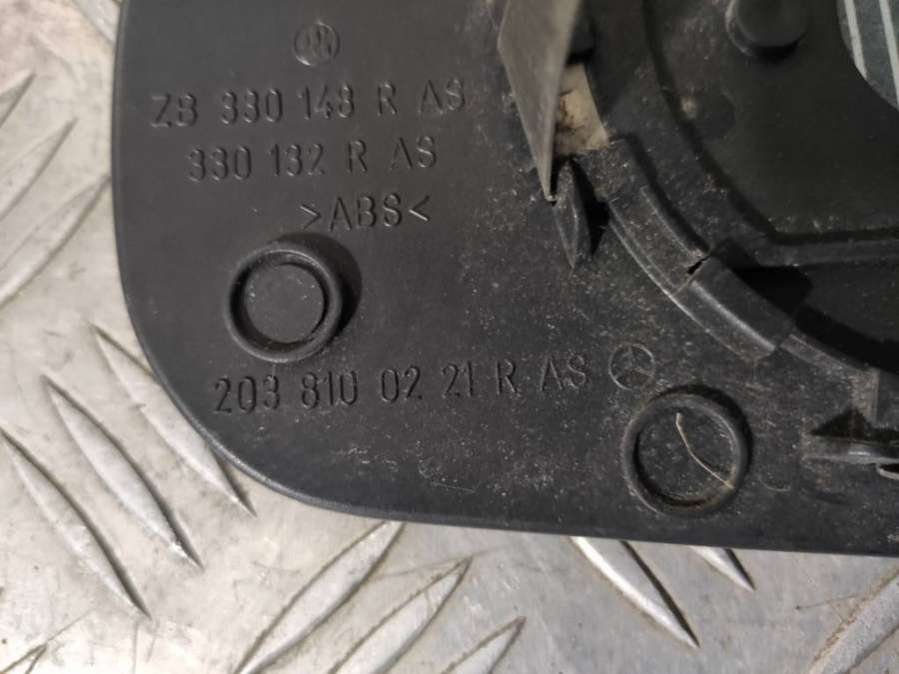 ZB 330 148 R AS
330 132 R AS
>ABS<
203 810 02 21 R AS